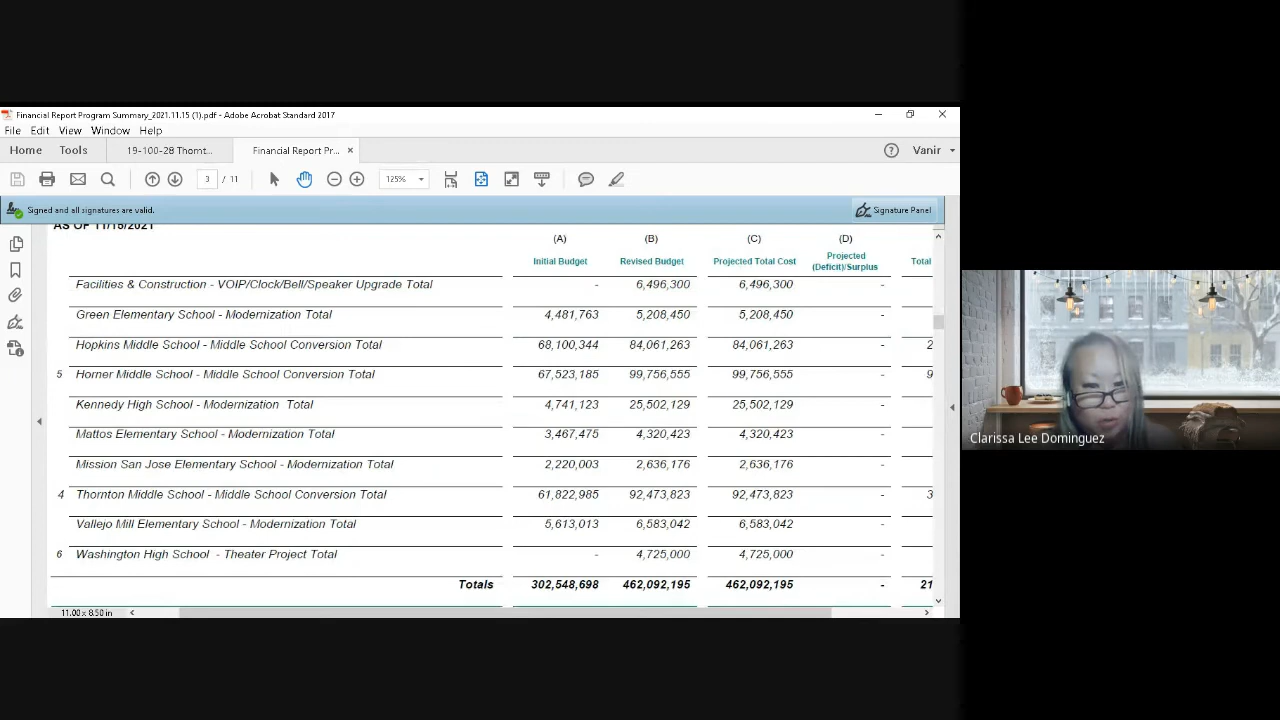 Financial Report Program Summary_2021.11.15 (1).pdf - Adobe Acrobat Standard 2017
File Edit View Window Help
Home Tools 19-100-28 Thornt... Financial Report Pr... ×
3 / 11 125% Vanir
Signed and all signatures are valid. Signature Panel
AS OF 11/15/2021
(A) (B) (C) (D)
Initial Budget Revised Budget Projected Total Cost Projected (Deficit)/Surplus Total
Facilities & Construction - VOIP/Clock/Bell/Speaker Upgrade Total - 6,496,300 6,496,300 -
Green Elementary School - Modernization Total 4,481,763 5,208,450 5,208,450 -
Hopkins Middle School - Middle School Conversion Total 68,100,344 84,061,263 84,061,263 - 2
5 Horner Middle School - Middle School Conversion Total 67,523,185 99,756,555 99,756,555 - 9
Kennedy High School - Modernization Total 4,741,123 25,502,129 25,502,129 -
Mattos Elementary School - Modernization Total 3,467,475 4,320,423 4,320,423 -
Mission San Jose Elementary School - Modernization Total 2,220,003 2,636,176 2,636,176 -
4 Thornton Middle School - Middle School Conversion Total 61,822,985 92,473,823 92,473,823 - 3
Vallejo Mill Elementary School - Modernization Total 5,613,013 6,583,042 6,583,042 -
6 Washington High School - Theater Project Total - 4,725,000 4,725,000 -
Totals 302,548,698 462,092,195 462,092,195 - 21
11.00 x 8.50 in
Clarissa Lee Dominguez